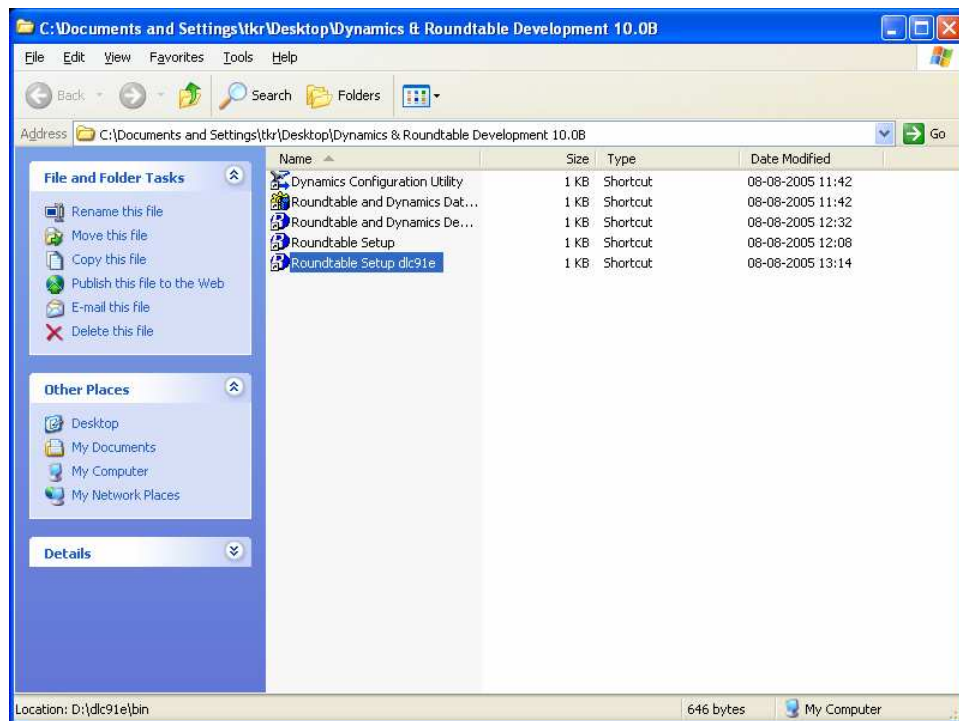 C:\Documents and Settings\tkr\Desktop\Dynamics & Roundtable Development 10.0B
File Edit View Favorites Tools Help
Back Search Folders
Address C:\Documents and Settings\tkr\Desktop\Dynamics & Roundtable Development 10.0B Go
File and Folder Tasks
Rename this file
Move this file
Copy this file
Publish this file to the Web
E-mail this file
Delete this file
Other Places
Desktop
My Documents
My Computer
My Network Places
Details
Name Size Type Date Modified
Dynamics Configuration Utility 1 KB Shortcut 08-08-2005 11:42
Roundtable and Dynamics Dat... 1 KB Shortcut 08-08-2005 11:42
Roundtable and Dynamics De... 1 KB Shortcut 08-08-2005 12:32
Roundtable Setup 1 KB Shortcut 08-08-2005 12:08
Roundtable Setup dlc91e 1 KB Shortcut 08-08-2005 13:14
Location: D:\dlc91e\bin 646 bytes My Computer